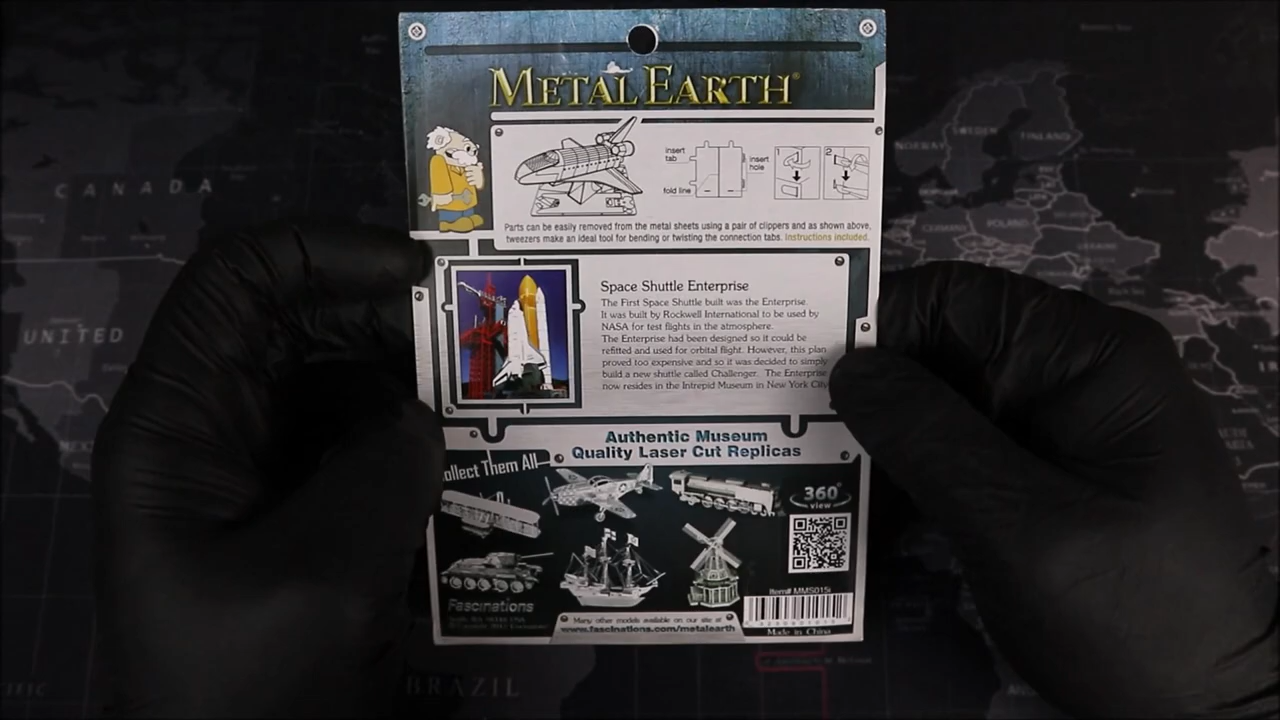 METAL EARTH®
insert tab
insert hole
fold line
1
2
Parts can be easily removed from the metal sheets using a pair of clippers and as shown above,
tweezers make an ideal tool for bending or twisting the connection tabs. Instructions included.
Space Shuttle Enterprise
The First Space Shuttle built was the Enterprise.
It was built by Rockwell International to be used by
NASA for test flights in the atmosphere.
The Enterprise had been designed so it could be
refitted and used for orbital flight. However, this plan
proved too expensive and so it was decided to simply
build a new shuttle called Challenger. The Enterprise
now resides in the Intrepid Museum in New York City
Authentic Museum
Quality Laser Cut Replicas
ollect Them All
360°
view
Item# MMS015i
Fascinations
Many other models available on our site at
www.fascinations.com/metalearth
Made in China
CANADA
UNITED
BRAZIL
NORWAY
SWEDEN
FINLAND